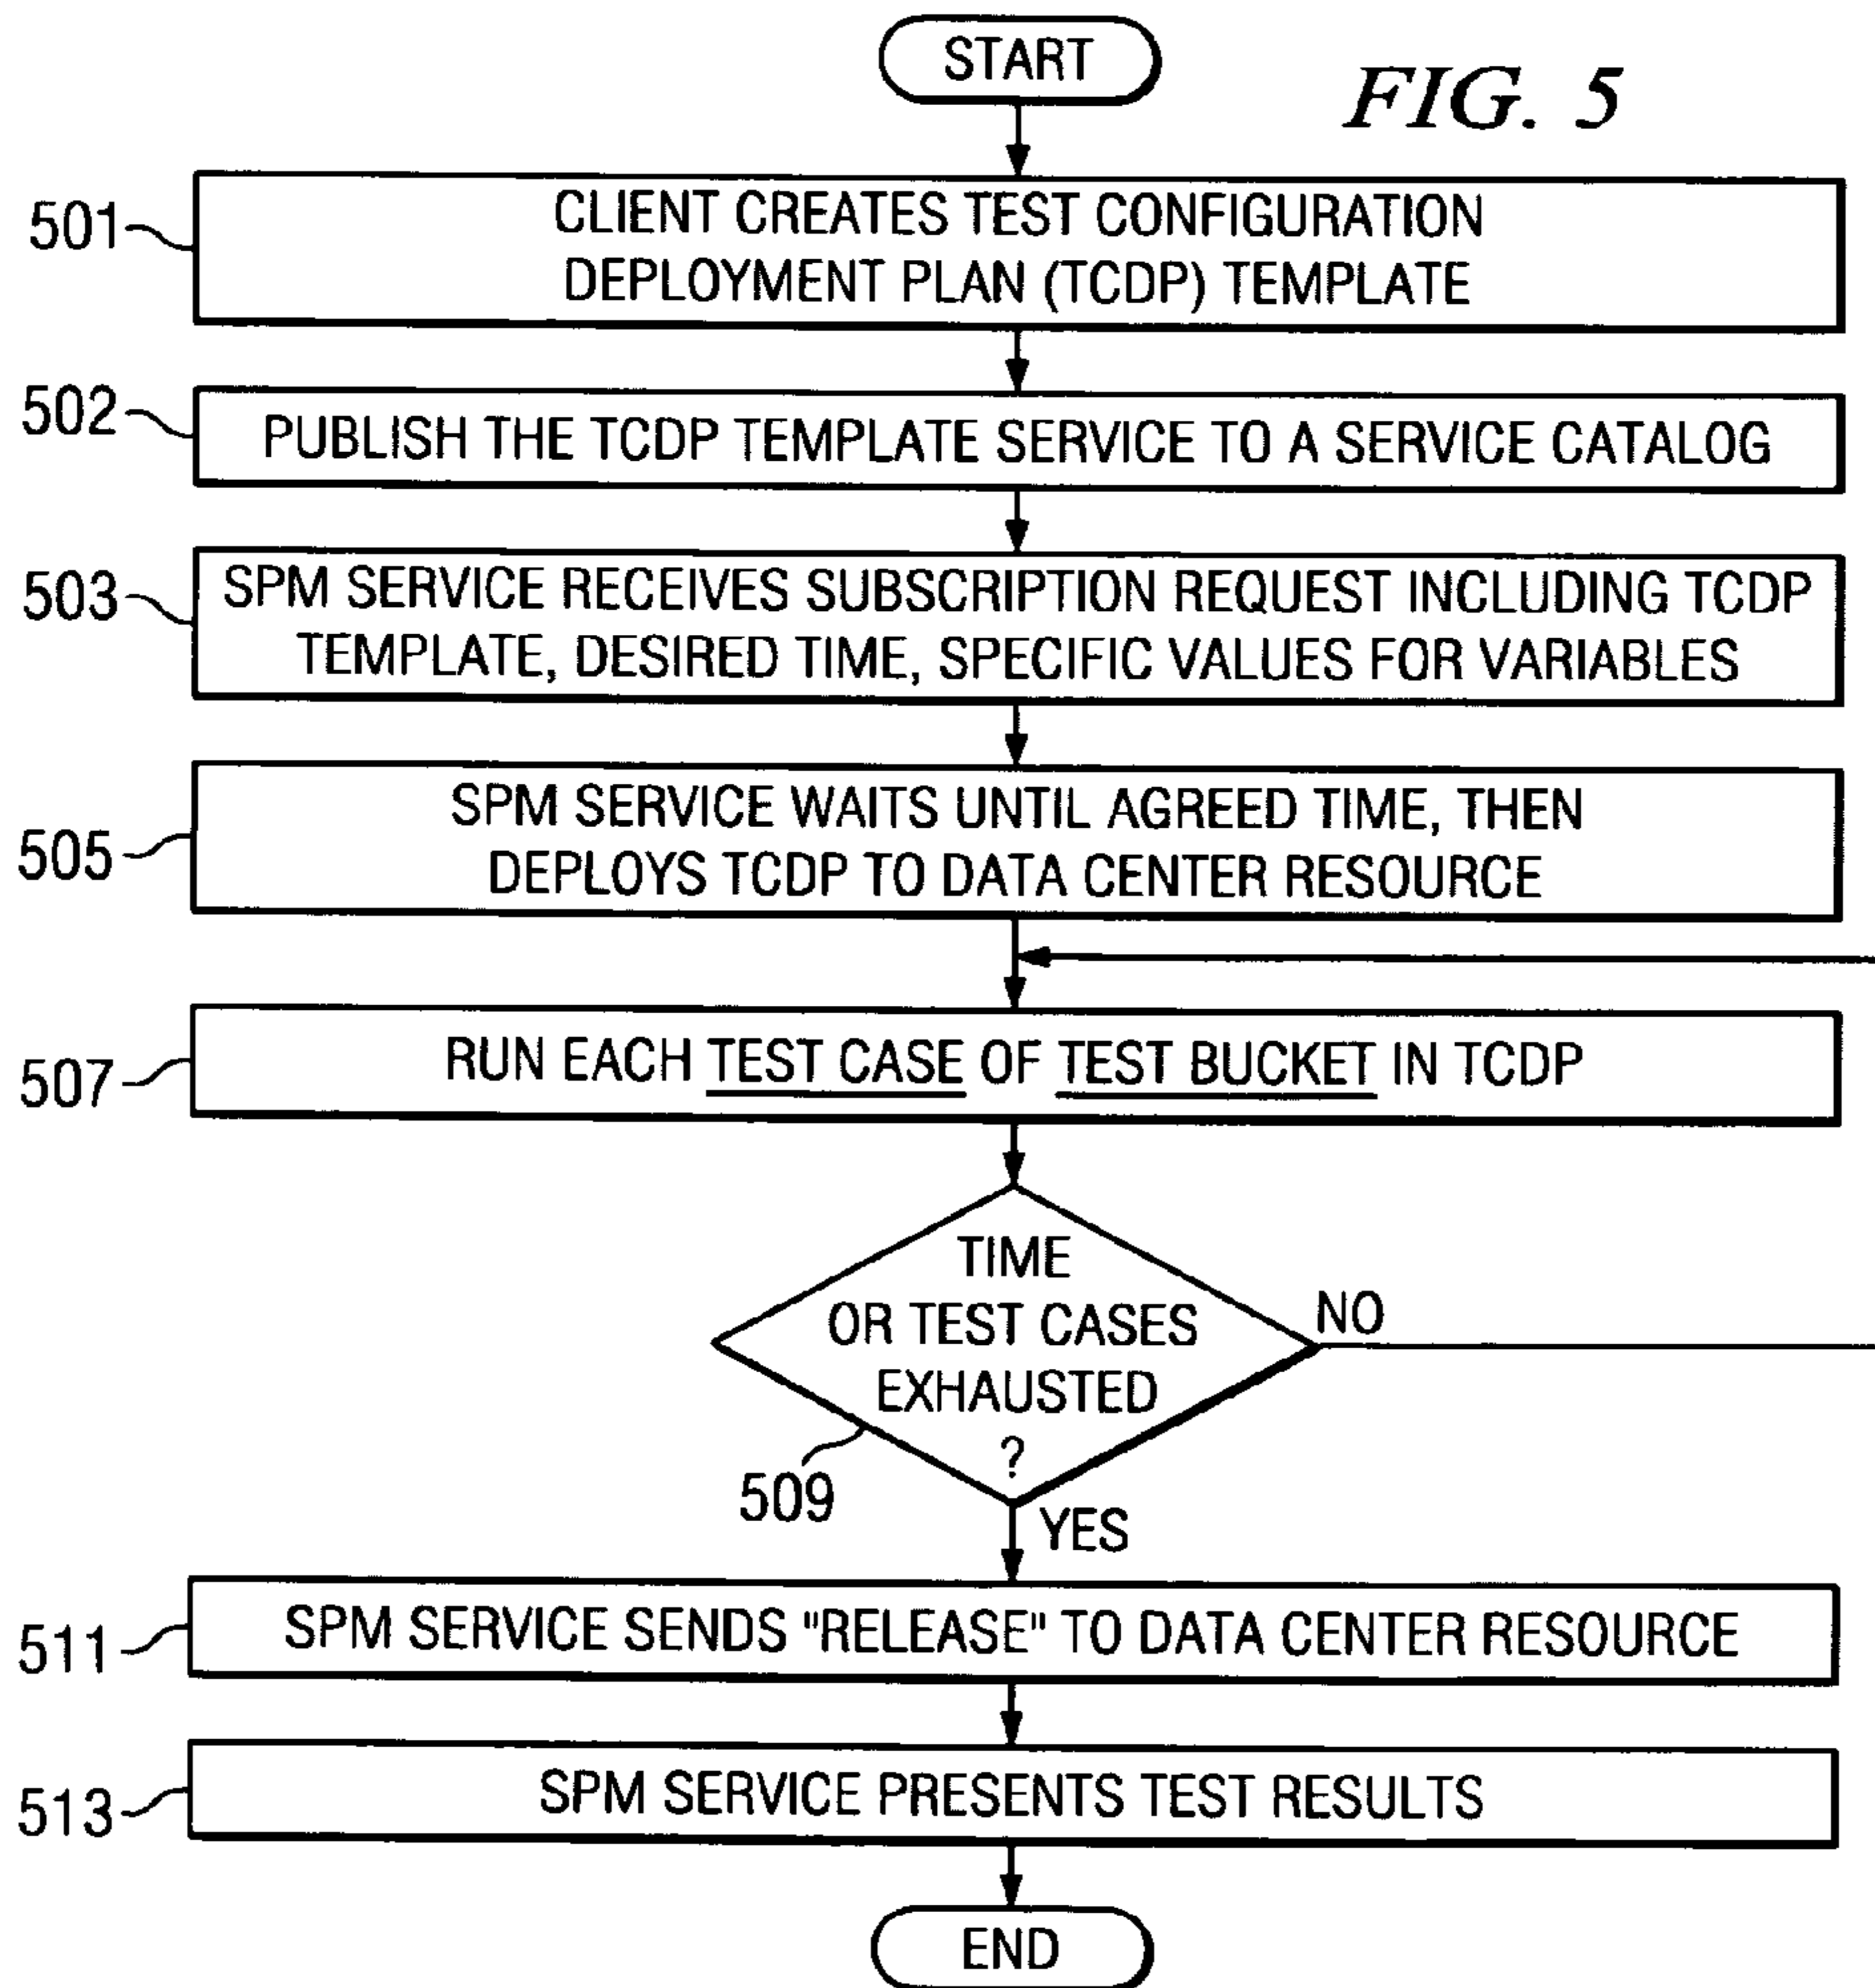 START
FIG. 5
501
CLIENT CREATES TEST CONFIGURATION
DEPLOYMENT PLAN (TCDP) TEMPLATE
502
PUBLISH THE TCDP TEMPLATE SERVICE TO A SERVICE CATALOG
503
SPM SERVICE RECEIVES SUBSCRIPTION REQUEST INCLUDING TCDP
TEMPLATE, DESIRED TIME, SPECIFIC VALUES FOR VARIABLES
505
SPM SERVICE WAITS UNTIL AGREED TIME, THEN
DEPLOYS TCDP TO DATA CENTER RESOURCE
507
RUN EACH TEST CASE OF TEST BUCKET IN TCDP
TIME
OR TEST CASES
EXHAUSTED
?
NO
509
YES
511
SPM SERVICE SENDS "RELEASE" TO DATA CENTER RESOURCE
513
SPM SERVICE PRESENTS TEST RESULTS
END